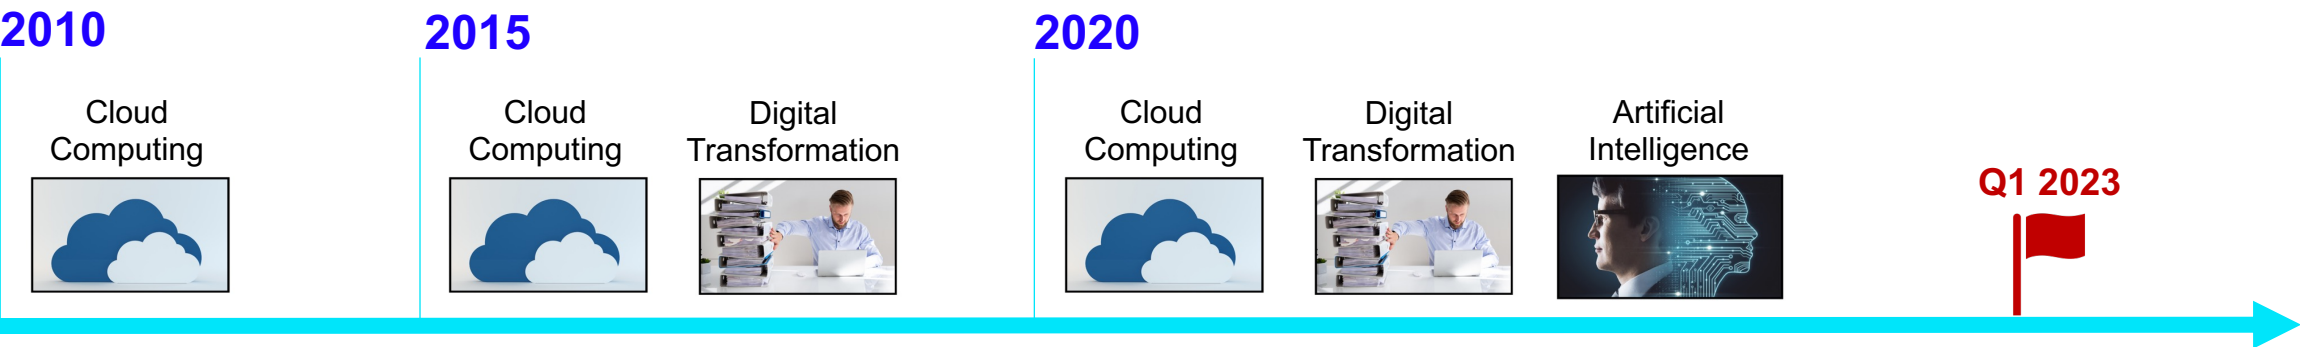 2010
Cloud
Computing
2015
Cloud
Computing
Digital
Transformation
2020
Cloud
Computing
Digital
Transformation
Artificial
Intelligence
Q1 2023